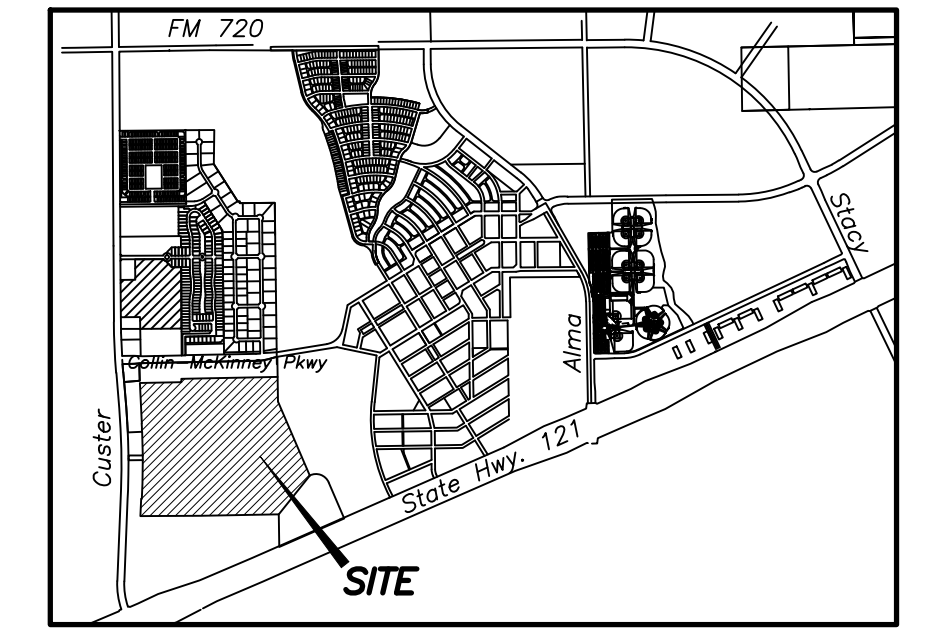 FM 720
Stacy
Alma
Collin McKinney Pkwy
Custer
State Hwy. 121
SITE